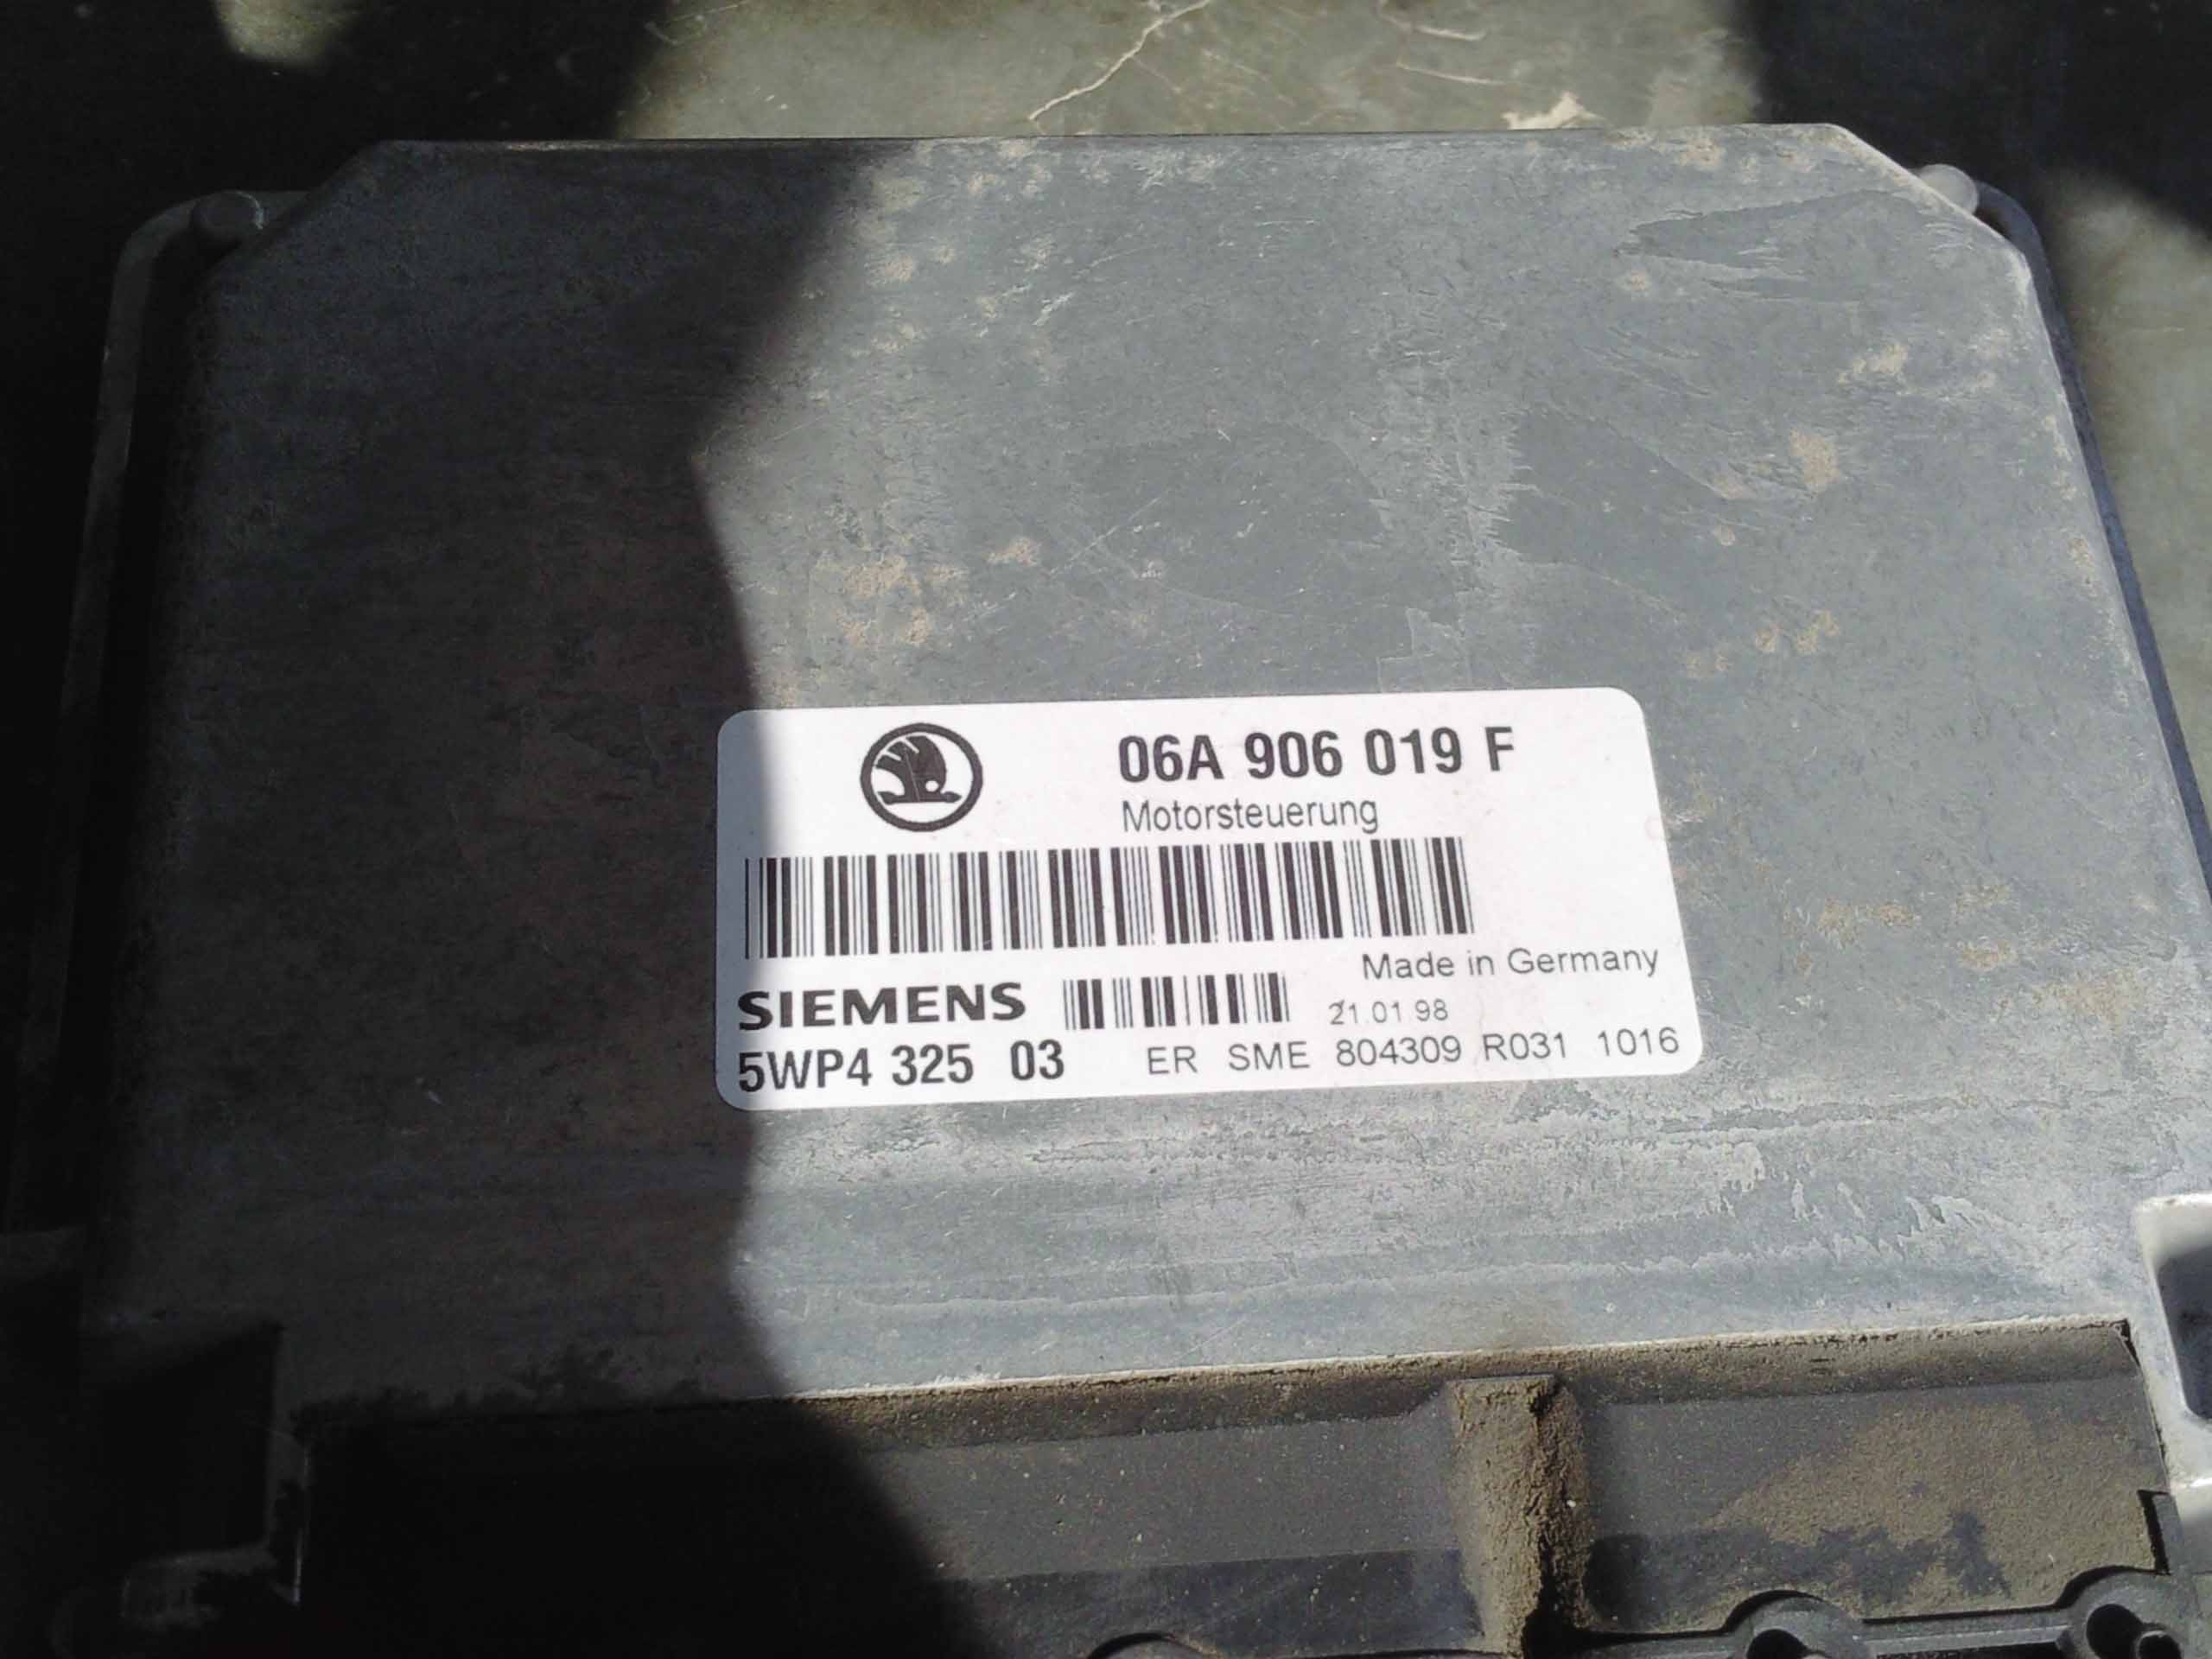 06A 906 019 F
Motorsteuerung
Made in Germany
SIEMENS 21.01 98
5WP4 325 03 ER SME 804309 R031 1016